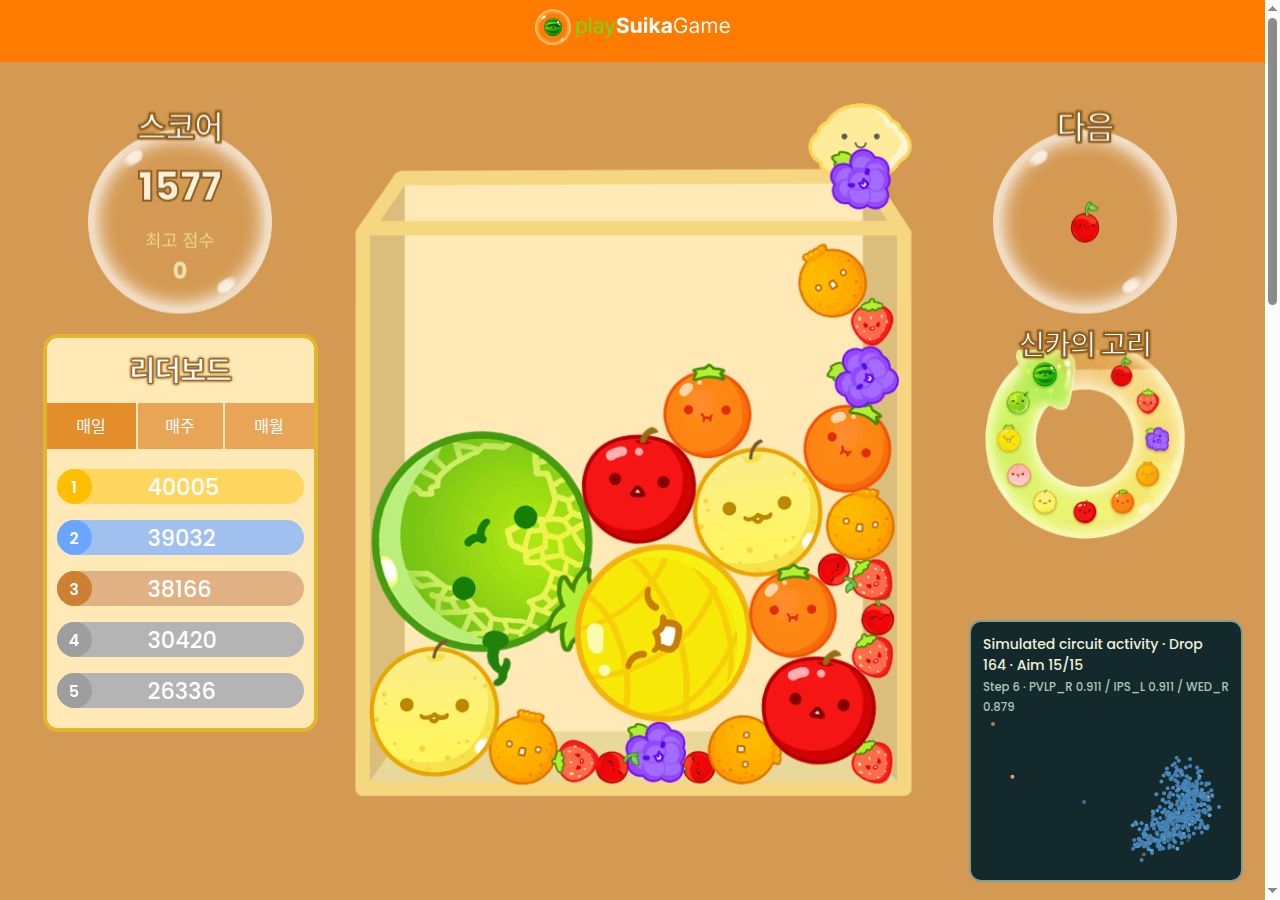 playSuikaGame
스코어
1577
최고 점수
0
리더보드
매일 매주 매월
1 40005
2 39032
3 38166
4 30420
5 26336
다음
신카의 고리
Simulated circuit activity · Drop
164 · Aim 15/15
Step 6 · PVLP_R 0.911 / IPS_L 0.911 / WED_R
0.879